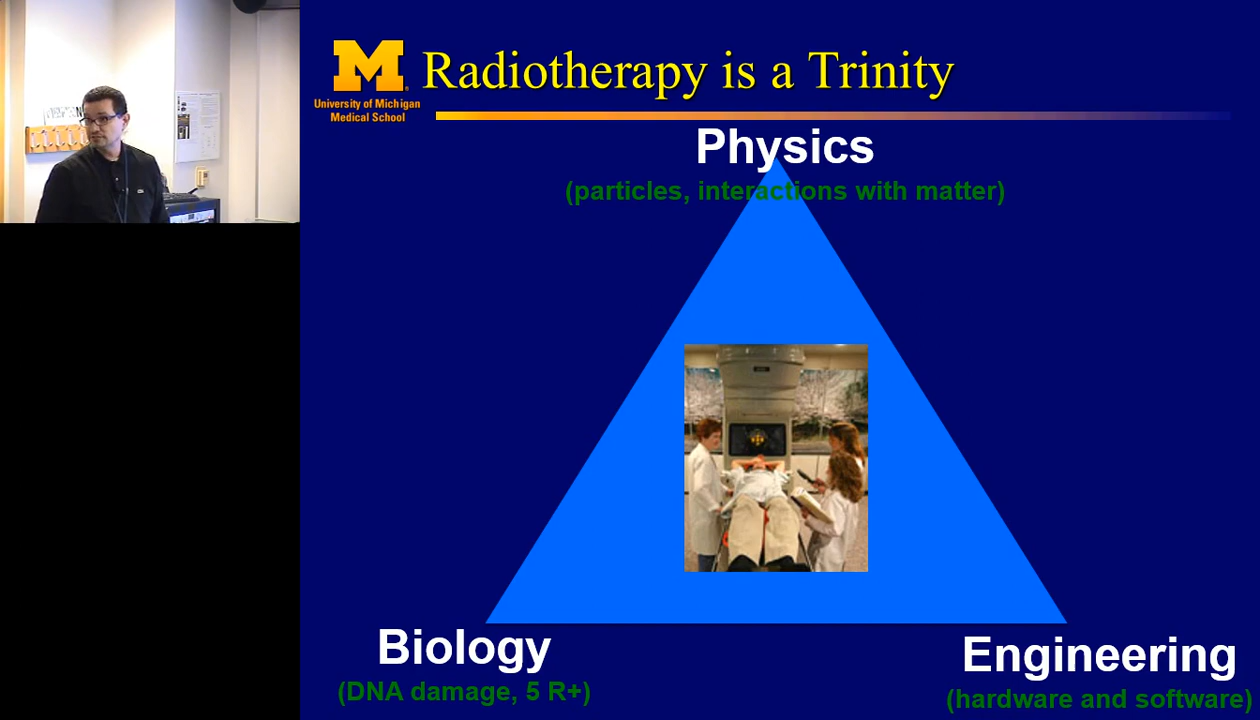 M
Radiotherapy is a Trinity
University of Michigan
Medical School
Physics
(particles, interactions with matter)
Biology
(DNA damage, 5 R+)
Engineering
(hardware and software)